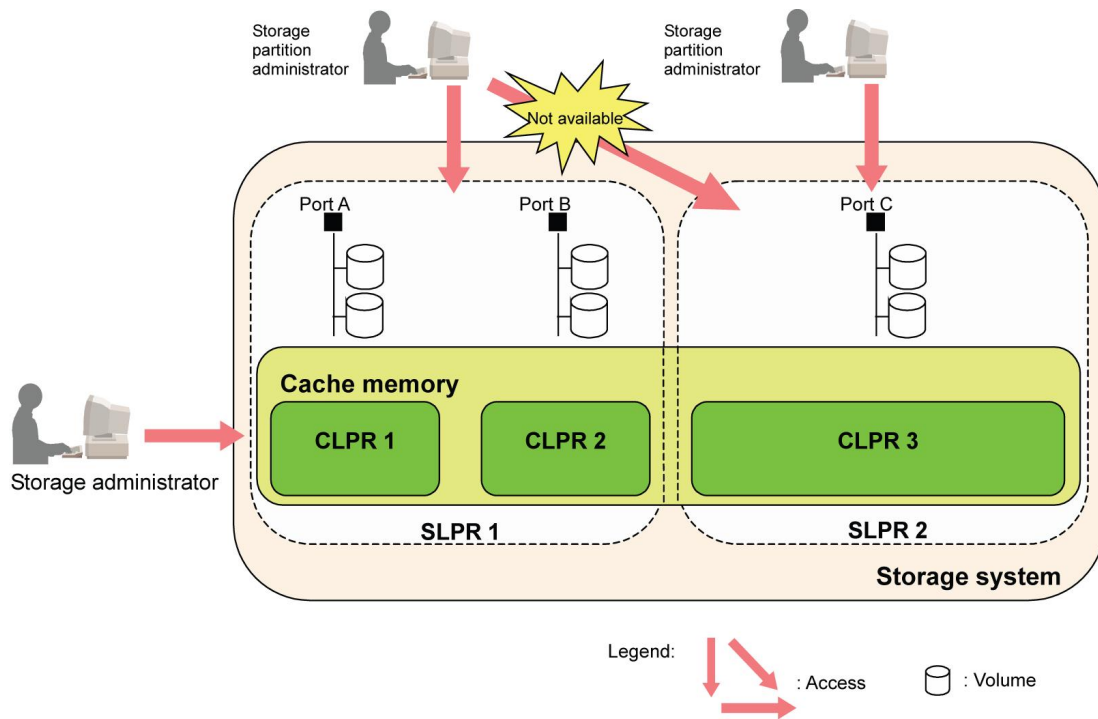 Storage
partition
administrator
Storage
partition
administrator
Not available
Port A
Port B
Port C
Cache memory
CLPR 1
CLPR 2
CLPR 3
Storage administrator
SLPR 1
SLPR 2
Storage system
Legend:
: Access
: Volume